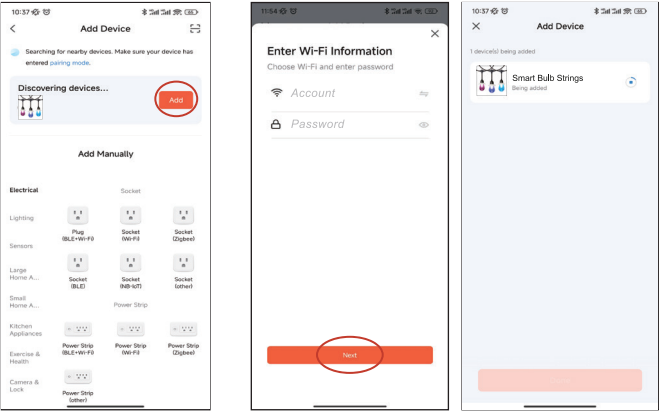 10:37
Add Device
Searching for nearby devices. Make sure your device has
entered pairing mode.
Discovering devices...
Add
Add Manually
Electrical
Socket
Lighting
Plug
(BLE+Wi-Fi)
Socket
(Wi-Fi)
Socket
(Zigbee)
Sensors
Large
Home A...
Socket
(BLE)
Socket
(NB-IoT)
Socket
(other)
Small
Home A...
Power Strip
Kitchen
Appliances
Power Strip
(BLE+Wi-Fi)
Power Strip
(Wi-Fi)
Power Strip
(Zigbee)
Exercise &
Health
Camera &
Lock
Power Strip
(other)
11:54
Enter Wi-Fi Information
Choose Wi-Fi and enter password
Account
Password
Next
10:37
Add Device
1 device(s) being added
Smart Bulb Strings
Being added